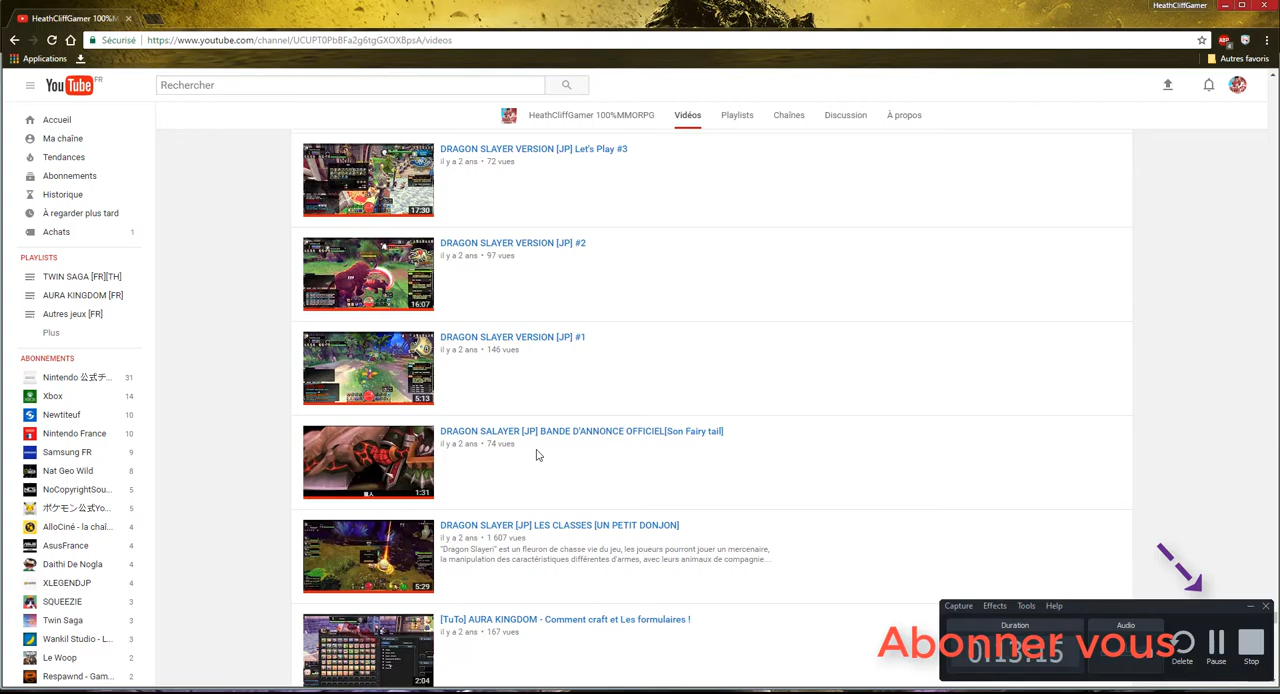 HeathCliffGamer 100%M
HeathCliffGamer
Sécurisé https://www.youtube.com/channel/UCUPT0PbBFa2g6tgGXOXBpsA/videos
Applications
Autres favoris
YouTube FR
Rechercher
HeathCliffGamer 100%MMORPG Vidéos Playlists Chaînes Discussion À propos
Accueil
Ma chaîne
Tendances
Abonnements
Historique
À regarder plus tard
Achats 1
PLAYLISTS
TWIN SAGA [FR][TH]
AURA KINGDOM [FR]
Autres jeux [FR]
Plus
ABONNEMENTS
Nintendo 公式チ... 31
Xbox 14
Newtiteuf 10
Nintendo France 10
Samsung FR 9
Nat Geo Wild 8
NoCopyrightSou... 5
ポケモン公式Yo... 5
AlloCiné - la chaî... 4
AsusFrance 4
Daithi De Nogla 4
XLEGENDJP 4
SQUEEZIE 3
Twin Saga 3
Wankil Studio - L... 3
Le Woop 3
Respawnd - Gam... 3
DRAGON SLAYER VERSION [JP] Let's Play #3
il y a 2 ans • 72 vues
17:30
DRAGON SLAYER VERSION [JP] #2
il y a 2 ans • 97 vues
16:07
DRAGON SLAYER VERSION [JP] #1
il y a 2 ans • 146 vues
5:13
DRAGON SALAYER [JP] BANDE D'ANNONCE OFFICIEL[Son Fairy tail]
il y a 2 ans • 74 vues
1:31
DRAGON SLAYER [JP] LES CLASSES [UN PETIT DONJON]
il y a 2 ans • 1 607 vues
"Dragon Slayeri" est un fleuron de chasse vie du jeu, les joueurs pourront jouer un mercenaire,
la manipulation des caractéristiques différentes d'armes, avec leurs animaux de compagnie...
5:29
[TuTo] AURA KINGDOM - Comment craft et Les formulaires !
il y a 2 ans • 167 vues
2:04
Capture Effects Tools Help
Duration Audio
0:13:15
Abonner vous
Delete Pause Stop